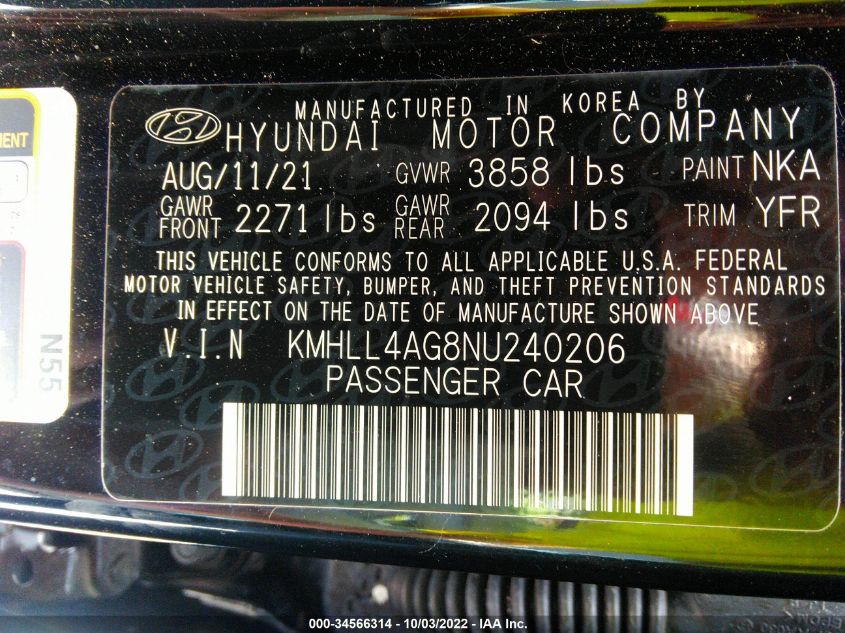 MANUFACTURED IN KOREA BY
HYUNDAI MOTOR COMPANY
AUG/11/21 GVWR 3858 lbs PAINT NKA
GAWR FRONT 2271 lbs GAWR REAR 2094 lbs TRIM YFR
THIS VEHICLE CONFORMS TO ALL APPLICABLE U.S.A. FEDERAL
MOTOR VEHICLE SAFETY, BUMPER, AND THEFT PREVENTION STANDARDS
IN EFFECT ON THE DATE OF MANUFACTURE SHOWN ABOVE
V.I.N KMHLL4AG8NU240206
PASSENGER CAR
N55
000-34566314 * 10/03/2022 - IAA Inc.